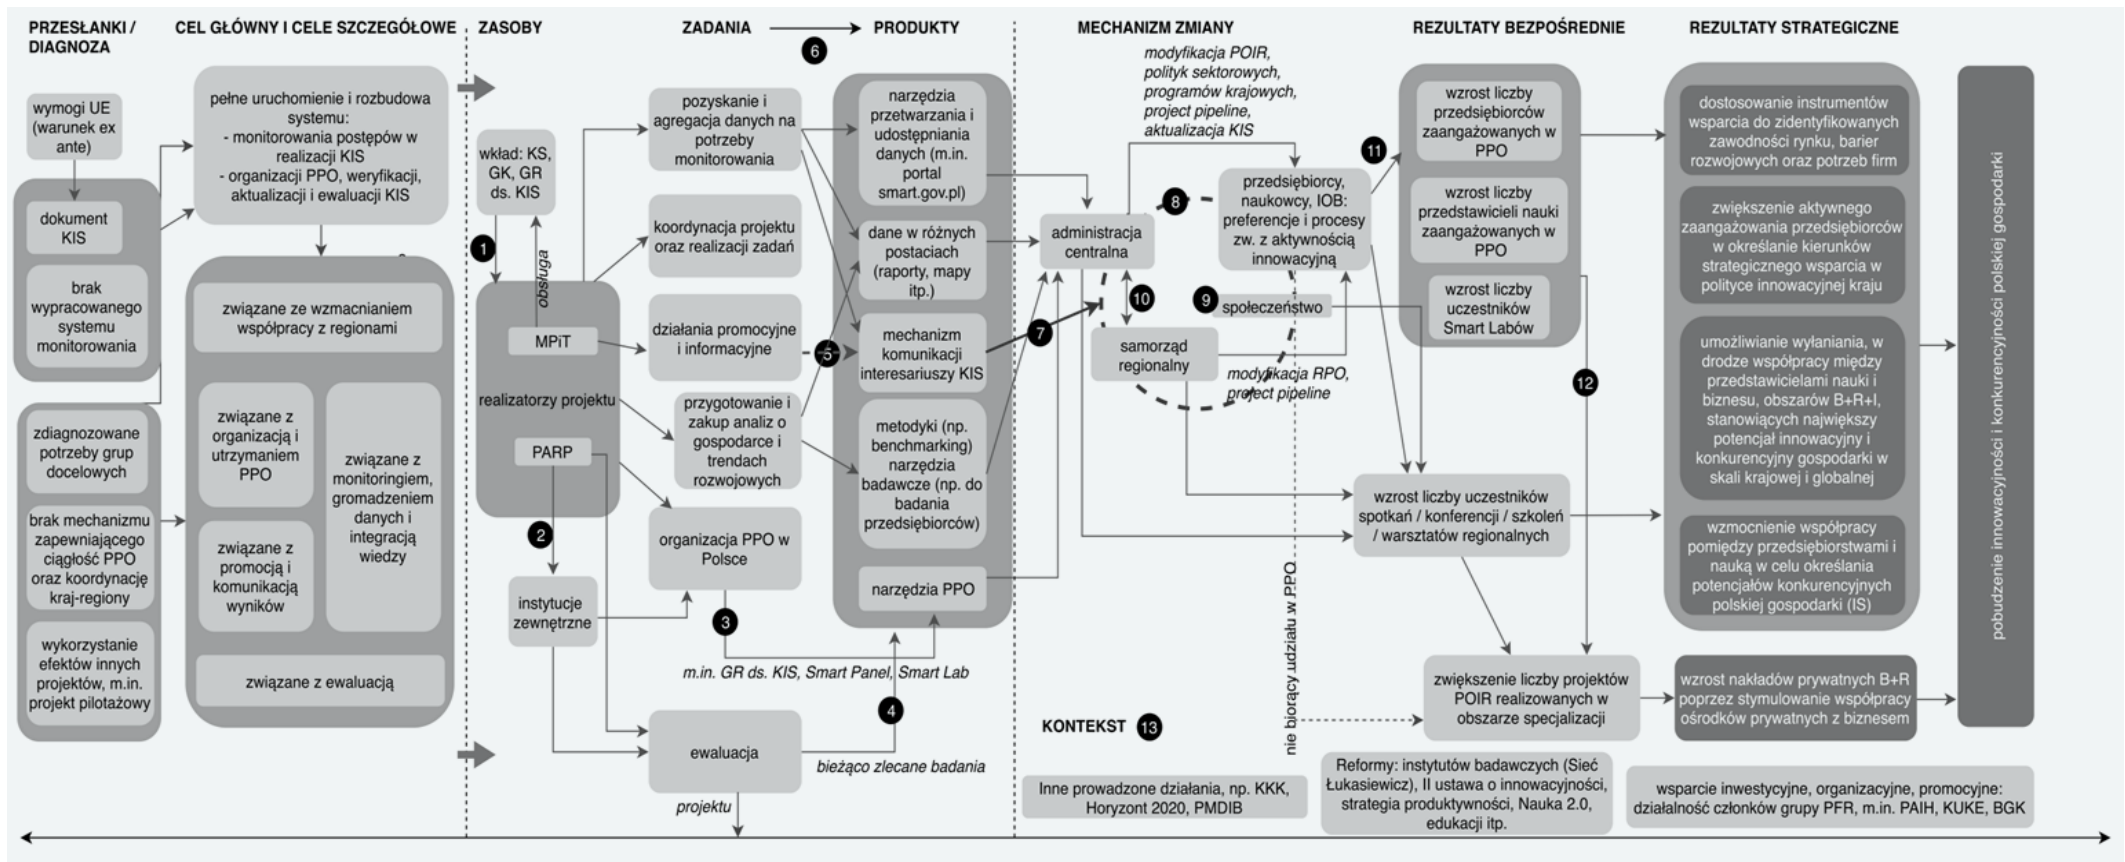 PRZESŁANKI /
DIAGNOZA
CEL GŁÓWNY I CELE SZCZEGÓŁOWE
ZASOBY
ZADANIA
6
PRODUKTY
MECHANIZM ZMIANY
REZULTATY BEZPOŚREDNIE
REZULTATY STRATEGICZNE
wymogi UE
(warunek ex
ante)
dokument
KIS
brak
wypracowanego
systemu
monitorowania
zdiagnozowane
potrzeby grup
docelowych
brak mechanizmu
zapewniającego
ciągłość PPO
oraz koordynację
kraj-regiony
wykorzystanie
efektów innych
projektów, m.in.
projekt pilotażowy
pełne uruchomienie i rozbudowa
systemu:
- monitorowania postępów w
realizacji KIS
- organizacji PPO, weryfikacji,
aktualizacji i ewaluacji KIS
związane ze wzmacnianiem
współpracy z regionami
związane z
organizacją i
utrzymaniem
PPO
związane z
promocją i
komunikacją
wyników
związane z
monitoringiem,
gromadzeniem
danych i
integracją
wiedzy
związane z ewaluacją
wkład: KS,
GK, GR
ds. KIS
1
obsługa
MPiT
realizatorzy projektu
PARP
2
instytucje
zewnętrzne
pozyskanie i
agregacja danych na
potrzeby
monitorowania
koordynacja projektu
oraz realizacji zadań
działania promocyjne
i informacyjne
5
przygotowanie i
zakup analiz o
gospodarce i
trendach
rozwojowych
organizacja PPO w
Polsce
3
m.in. GR ds. KIS, Smart Panel, Smart Lab
4
ewaluacja
bieżąco zlecane badania
projektu
narzędzia
przetwarzania i
udostępniania
danych (m.in.
portal
smart.gov.pl)
dane w różnych
postaciach
(raporty, mapy
itp.)
mechanizm
komunikacji
interesariuszy KIS
metodyki (np.
benchmarking)
narzędzia
badawcze (np. do
badania
przedsiębiorców)
narzędzia PPO
modyfikacja POIR,
polityk sektorowych,
programów krajowych,
project pipeline,
aktualizacja KIS
administracja
centralna
8
przedsiębiorcy,
naukowcy, IOB:
preferencje i procesy
zw. z aktywnością
innowacyjną
11
10
9
społeczeństwo
7
samorząd
regionalny
modyfikacja RPO,
project pipeline
nie biorący udziału w PPO
wzrost liczby
przedsiębiorców
zaangażowanych w
PPO
wzrost liczby
przedstawicieli nauki
zaangażowanych w
PPO
wzrost liczby
uczestników
Smart Labów
12
wzrost liczby uczestników
spotkań / konferencji / szkoleń
/ warsztatów regionalnych
zwiększenie liczby projektów
POIR realizowanych w
obszarze specjalizacji
dostosowanie instrumentów
wsparcia do zidentyfikowanych
zawodności rynku, barier
rozwojowych oraz potrzeb firm
zwiększenie aktywnego
zaangażowania przedsiębiorców
w określanie kierunków
strategicznego wsparcia w
polityce innowacyjnej kraju
umożliwianie wyłaniania, w
drodze współpracy między
przedstawicielami nauki i
biznesu, obszarów B+R+I,
stanowiących największy
potencjał innowacyjny i
konkurencyjny gospodarki w
skali krajowej i globalnej
wzmocnienie współpracy
pomiędzy przedsiębiorstwami i
nauką w celu określania
potencjałów konkurencyjnych
polskiej gospodarki (IS)
wzrost nakładów prywatnych B+R
poprzez stymulowanie współpracy
ośrodków prywatnych z biznesem
pobudzenie innowacyjności i konkurencyjności polskiej gospodarki
KONTEKST 13
Inne prowadzone działania, np. KKK,
Horyzont 2020, PMDIB
Reformy: instytutów badawczych (Sieć
Łukasiewicz), II ustawa o innowacyjności,
strategia produktywności, Nauka 2.0,
edukacji itp.
wsparcie inwestycyjne, organizacyjne, promocyjne:
działalność członków grupy PFR, m.in. PAIH, KUKE, BGK